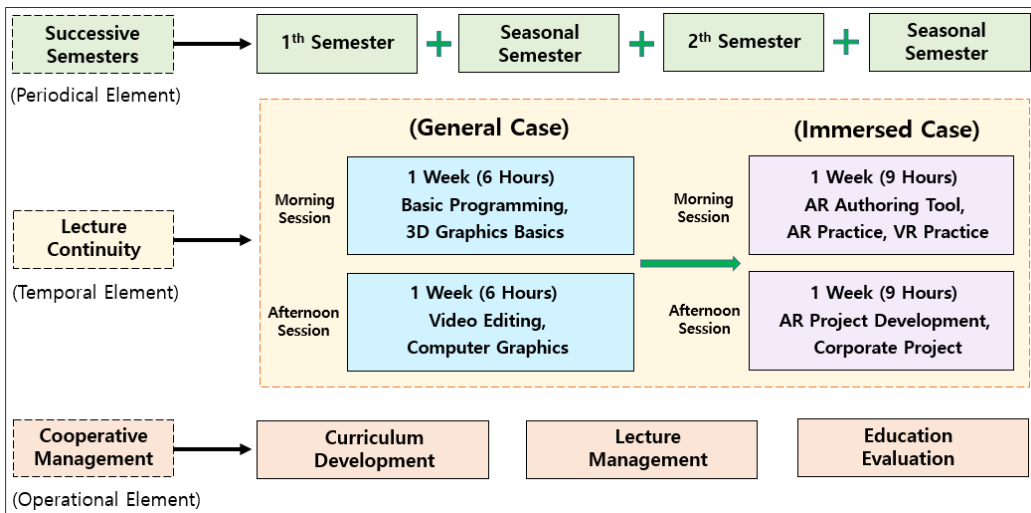 Successive
Semesters
(Periodical Element)
1th Semester
+
Seasonal
Semester
+
2th Semester
+
Seasonal
Semester
Lecture
Continuity
(Temporal Element)
(General Case)
Morning
Session
1 Week (6 Hours)
Basic Programming,
3D Graphics Basics
Afternoon
Session
1 Week (6 Hours)
Video Editing,
Computer Graphics
(Immersed Case)
Morning
Session
1 Week (9 Hours)
AR Authoring Tool,
AR Practice, VR Practice
Afternoon
Session
1 Week (9 Hours)
AR Project Development,
Corporate Project
Cooperative
Management
(Operational Element)
Curriculum
Development
Lecture
Management
Education
Evaluation